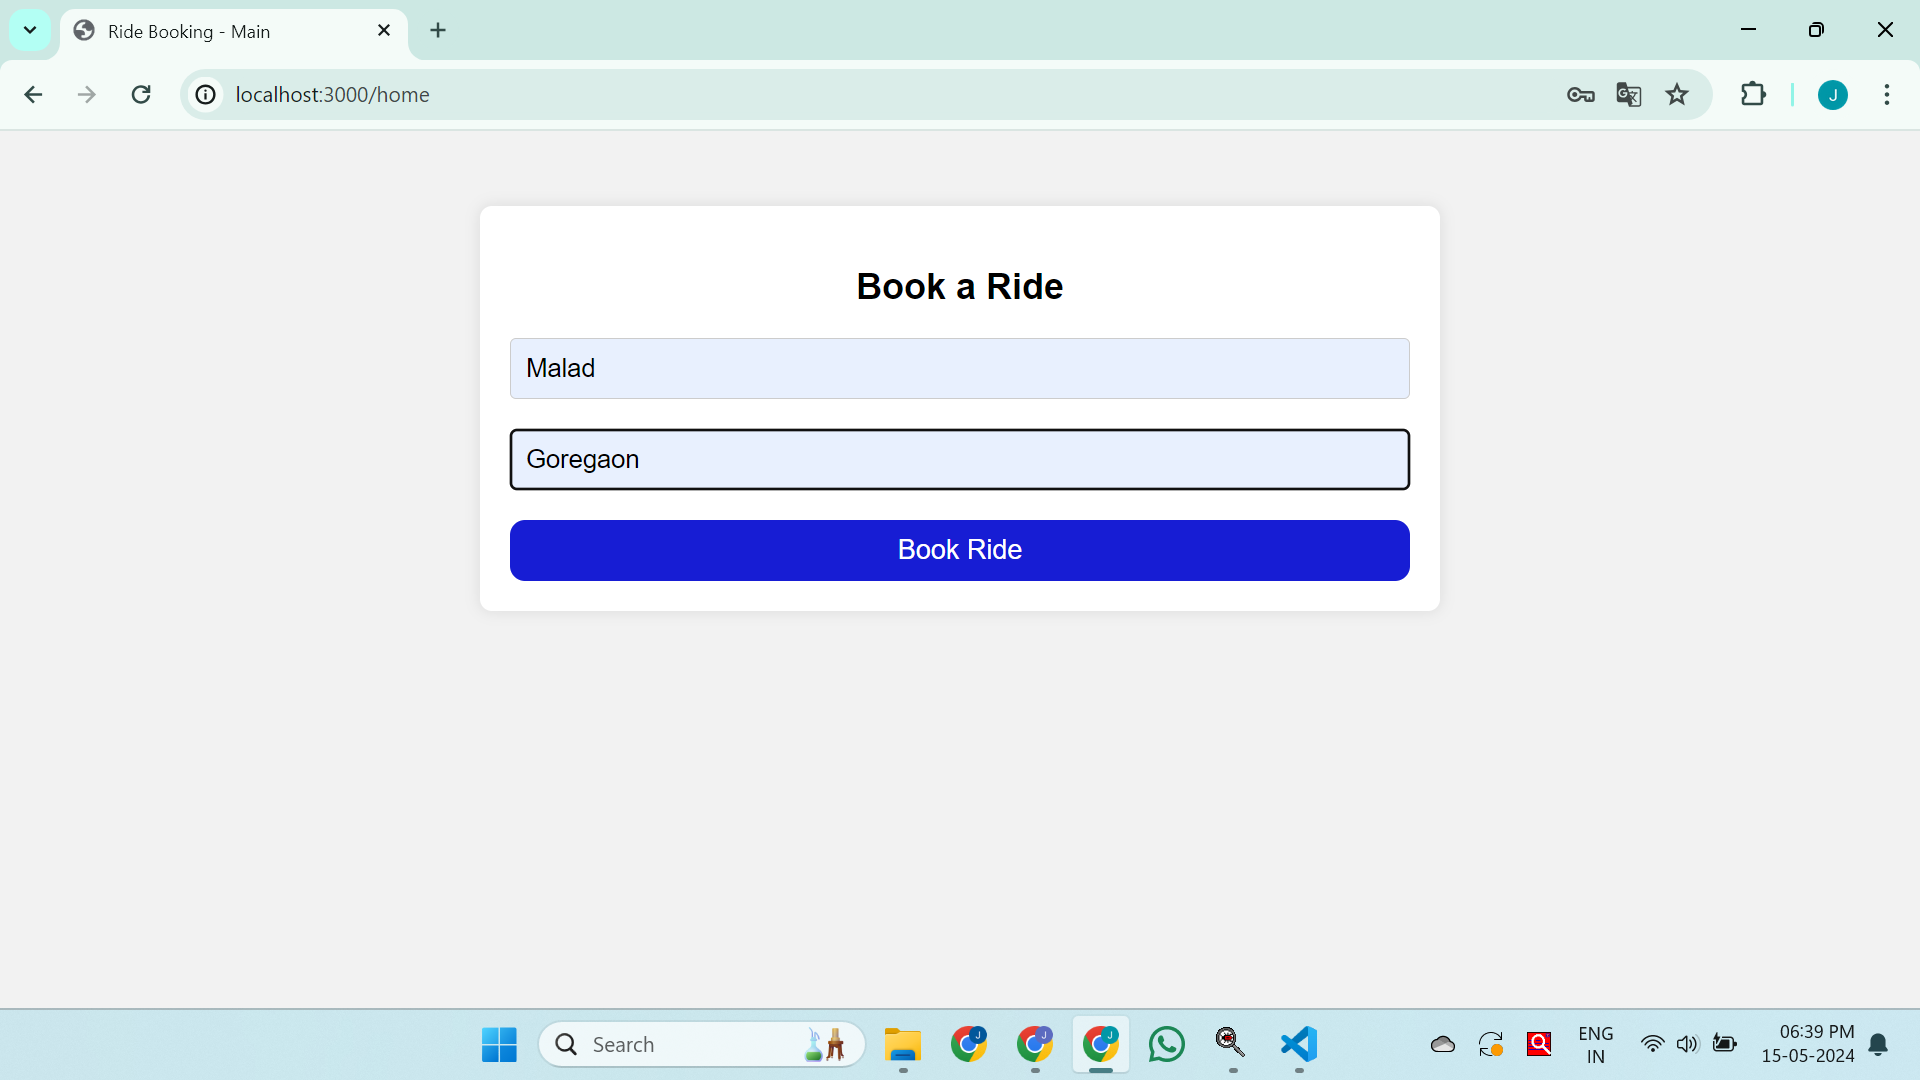 Ride Booking - Main
localhost:3000/home
J
Book a Ride
Malad
Goregaon
Book Ride
Search
J
J
J
ENG
IN
06:39 PM
15-05-2024